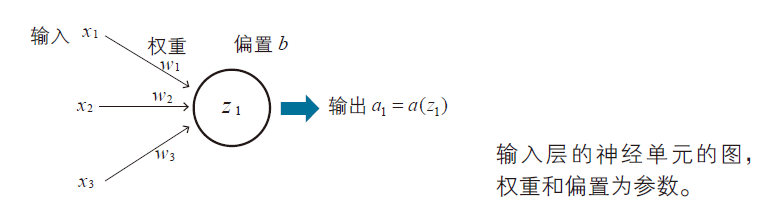 输入 x₁
权重
偏置 b
w₁
x₂
w₂
z₁
输出 a₁ = a(z₁)
w₃
x₃
输入层的神经单元的图，
权重和偏置为参数。